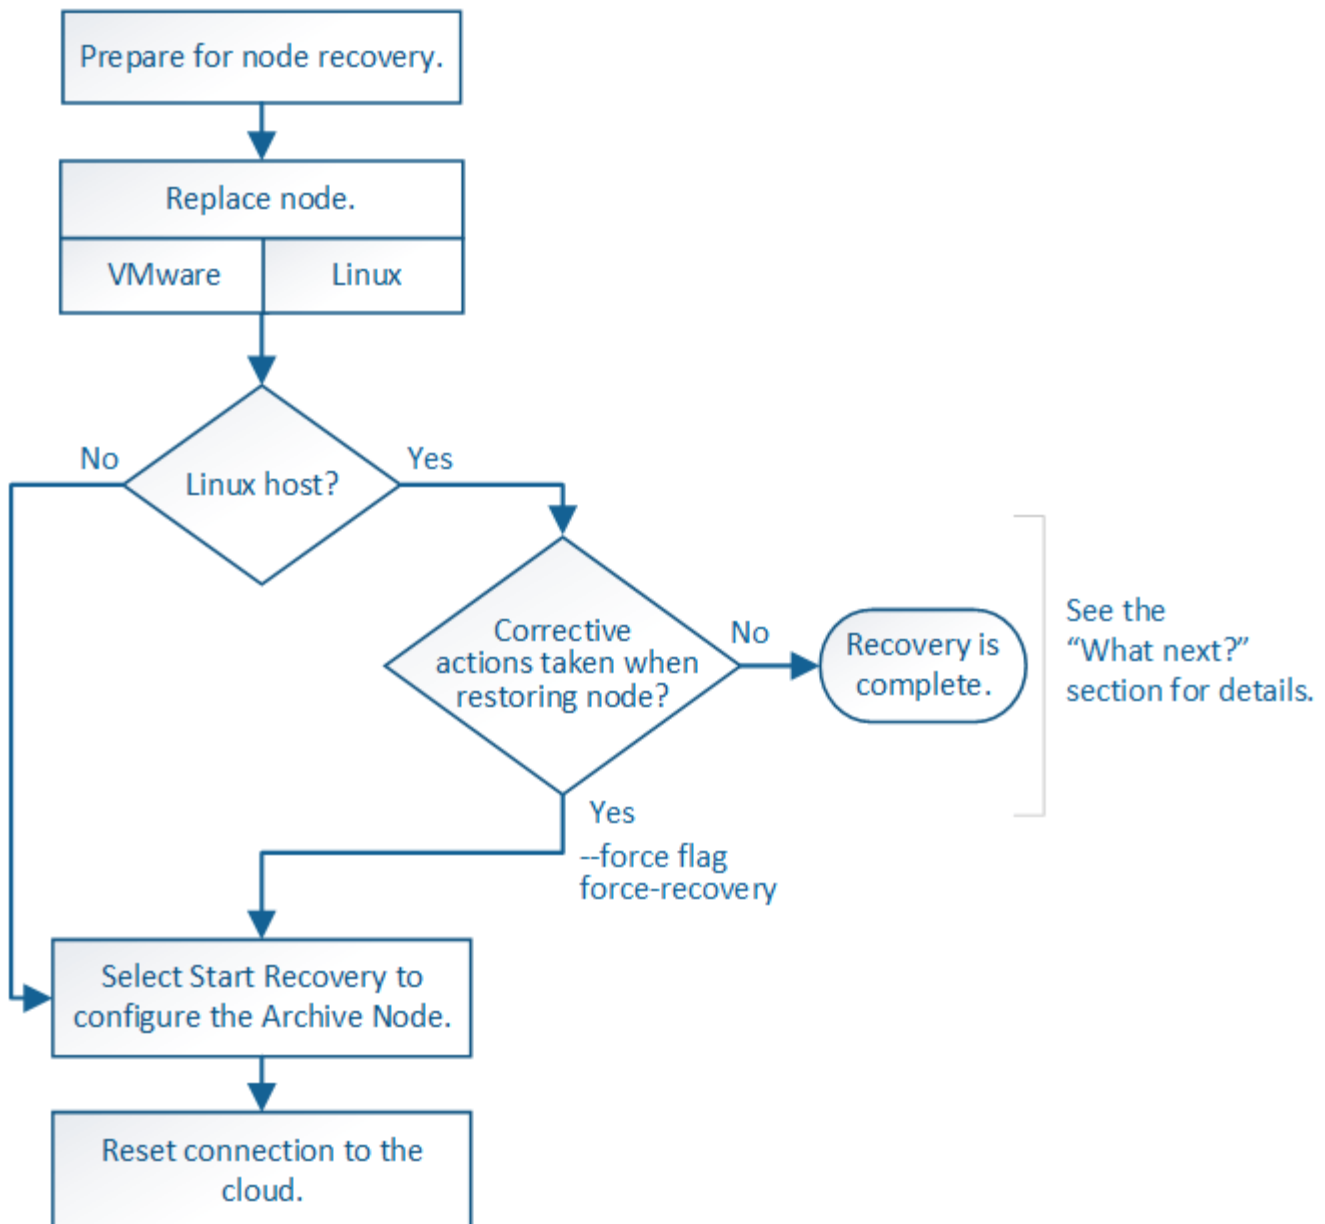 Prepare for node recovery.
Replace node.
VMware
Linux
Linux host?
No
Yes
Corrective
actions taken when
restoring node?
No
Recovery is
complete.
See the
“What next?”
section for details.
Yes
--force flag
force-recovery
Select Start Recovery to
configure the Archive Node.
Reset connection to the
cloud.